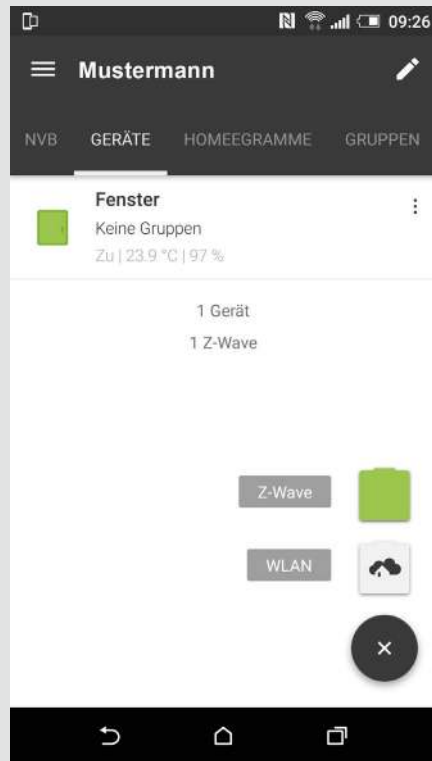 09:26
Mustermann
NVB GERÄTE HOMEEGRAMME GRUPPEN
Fenster
Keine Gruppen
Zu | 23.9 °C | 97 %
1 Gerät
1 Z-Wave
Z-Wave
WLAN